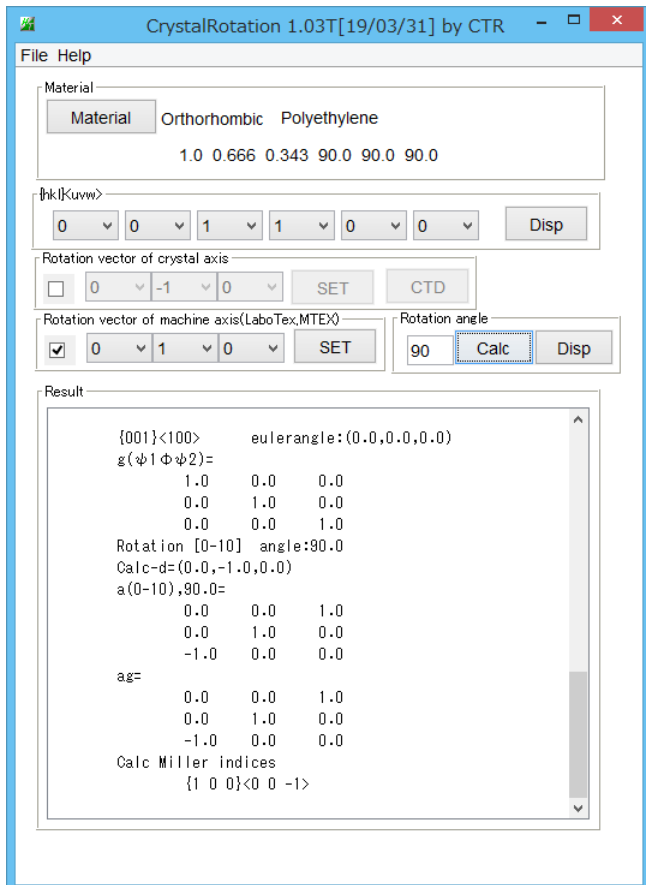 CrystalRotation 1.03T[19/03/31] by CTR
File Help
Material
Material Orthorhombic Polyethylene
1.0 0.666 0.343 90.0 90.0 90.0
{hkl}<uvw>
0 0 1 1 0 0 Disp
Rotation vector of crystal axis
0 -1 0 SET CTD
Rotation vector of machine axis(LaboTex,MTEX)
0 1 0 SET
Rotation angle
90 Calc Disp
Result
{001}<100> eulerangle:(0.0,0.0,0.0)
g(ψ1Φψ2)=
1.0 0.0 0.0
0.0 1.0 0.0
0.0 0.0 1.0
Rotation [0-10] angle:90.0
Calc-d=(0.0,-1.0,0.0)
a(0-10),90.0=
0.0 0.0 1.0
0.0 1.0 0.0
-1.0 0.0 0.0
ag=
0.0 0.0 1.0
0.0 1.0 0.0
-1.0 0.0 0.0
Calc Miller indices
{1 0 0}<0 0 -1>